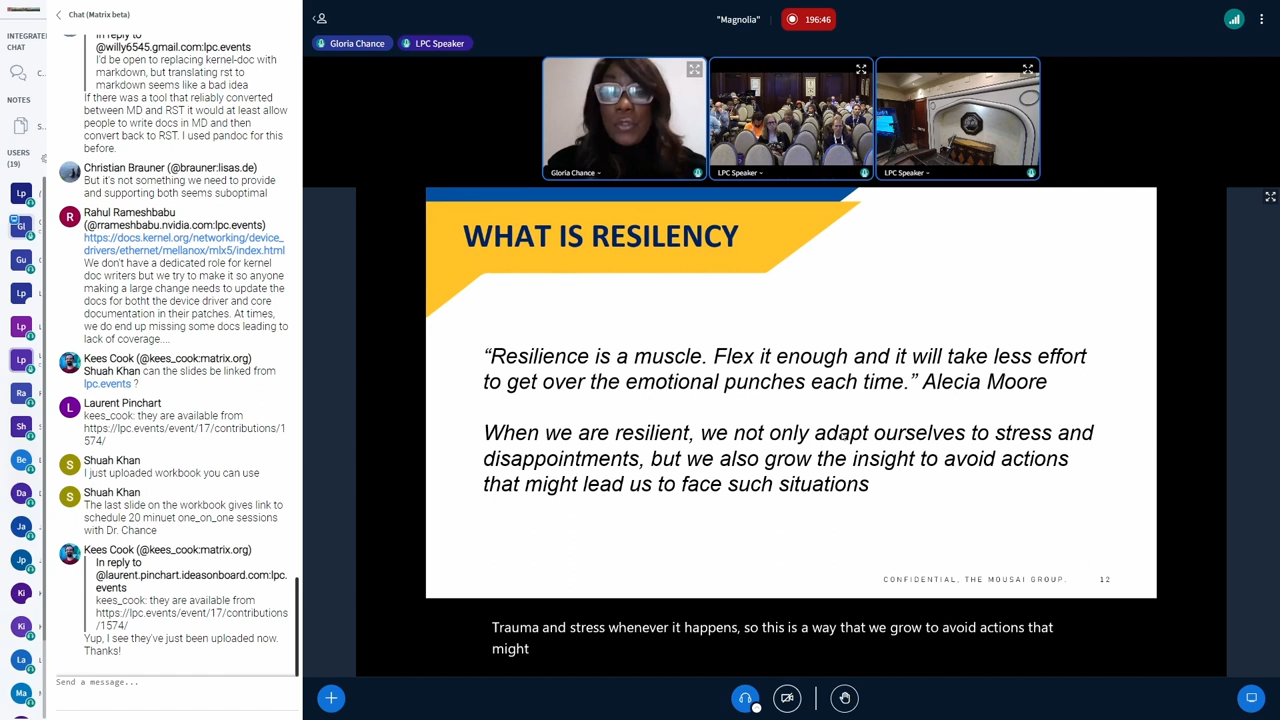 INTEGRATE
CHAT
C...
NOTES
S...
USERS
(19)
Lp
Gl
Gu
Lp
Lp
Lp
Ra
Sh
Be
Da
Ja
Jp
Ki
Ki
La
Ma
Chat (Matrix beta)
In reply to
@willy6545.gmail.com:lpc.events
I'd be open to replacing kernel-doc with
markdown, but translating rst to
markdown seems like a bad idea
If there was a tool that reliably converted
between MD and RST it would at least allow
people to write docs in MD and then
convert back to RST. I used pandoc for this
before.
Christian Brauner (@brauner:lisas.de)
But it's not something we need to provide
and supporting both seems suboptimal
R
Rahul Rameshbabu
(@rrameshbabu.nvidia.com:lpc.events)
https://docs.kernel.org/networking/device_
drivers/ethernet/mellanox/mlx5/index.html
We don't have a dedicated role for kernel
doc writers but we try to make it so anyone
making a large change needs to update the
docs for botht the device driver and core
documentation in their patches. At times,
we do end up missing some docs leading to
lack of coverage....
Kees Cook (@kees_cook:matrix.org)
Shuah Khan can the slides be linked from
lpc.events ?
L
Laurent Pinchart
kees_cook: they are available from
https://lpc.events/event/17/contributions/1
574/
S
Shuah Khan
I just uploaded workbook you can use
S
Shuah Khan
The last slide on the workbook gives link to
schedule 20 minuet one_on_one sessions
with Dr. Chance
Kees Cook (@kees_cook:matrix.org)
In reply to
@laurent.pinchart.ideasonboard.com:lpc.
events
kees_cook: they are available from
https://lpc.events/event/17/contributions
/1574/
Yup, I see they've just been uploaded now.
Thanks!
Send a message...
"Magnolia"
196:46
Gloria Chance
LPC Speaker
Gloria Chance
LPC Speaker
LPC Speaker
WHAT IS RESILENCY
“Resilience is a muscle. Flex it enough and it will take less effort
to get over the emotional punches each time.” Alecia Moore
When we are resilient, we not only adapt ourselves to stress and
disappointments, but we also grow the insight to avoid actions
that might lead us to face such situations
CONFIDENTIAL, THE MOUSAI GROUP. 12
Trauma and stress whenever it happens, so this is a way that we grow to avoid actions that
might